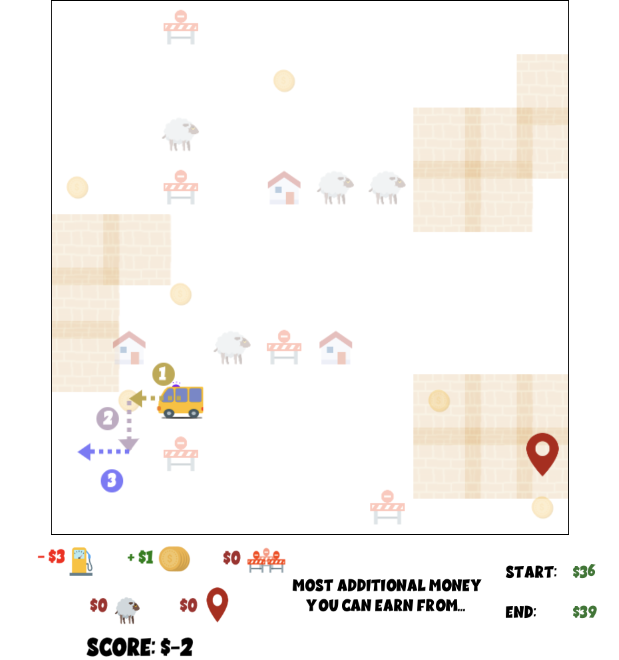 1
2
3
- $3
+ $1
$0
START: $36
MOST ADDITIONAL MONEY
YOU CAN EARN FROM...
$0
$0
END: $39
SCORE: $-2